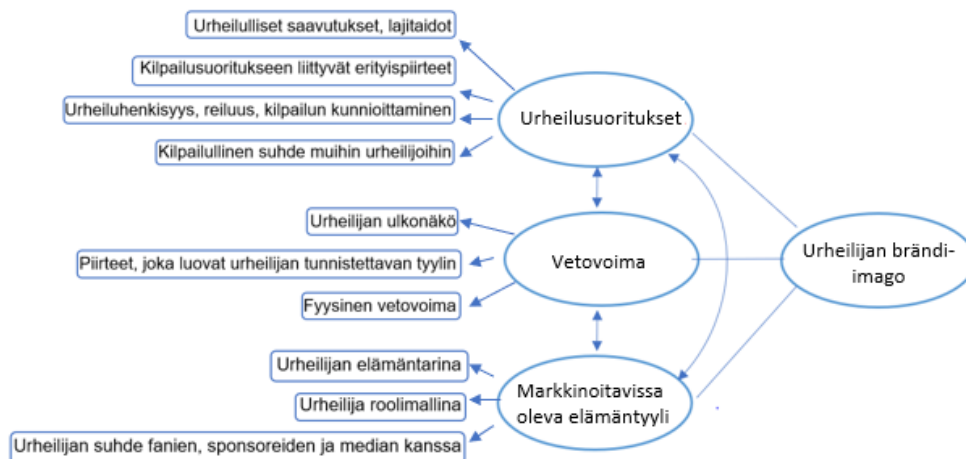 Urheilulliset saavutukset, lajitaidot
Kilpailusuoritukseen liittyvät erityispiirteet
Urheiluhenkisyys, reiluus, kilpailun kunnioittaminen
Kilpailullinen suhde muihin urheilijoihin
Urheilusuoritukset
Urheilijan ulkonäkö
Piirteet, joka luovat urheilijan tunnistettavan tyylin
Fyysinen vetovoima
Vetovoima
Urheilijan brändi-
imago
Urheilijan elämäntarina
Urheilija roolimallina
Urheilijan suhde fanien, sponsoreiden ja median kanssa
Markkinoitavissa
oleva elämäntyyli